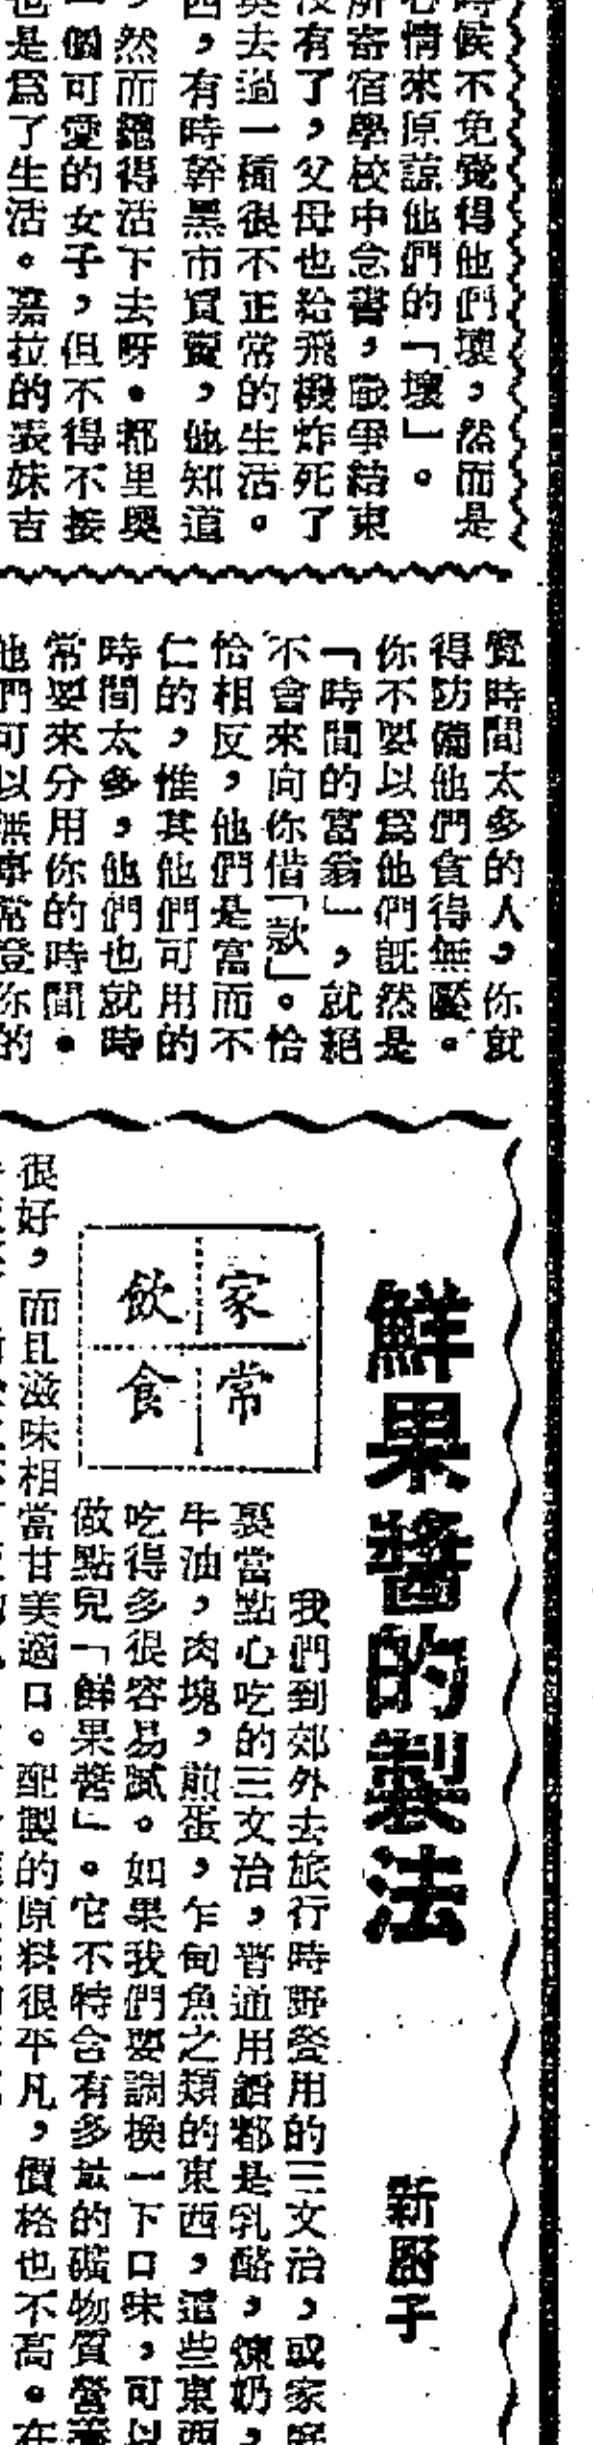 時候不免覺得他們壞，然而是
心情來原諒他們的「壞」。
所寄宿學校中念書，戰爭結束
沒有了，父母也給飛機炸死了
奧去過一種很不正常的生活。
西，有時幹黑市買賣，他知道
，然而總得活下去呀。都里奧
一個可愛的女子，但不得不接
也是爲了生活。嘉拉的表妹吉
覺時間太多的人，你就
得防備他們貪得無厭。
你不要以爲他們既然是
「時間的富翁」，就絕
不會來向你借「款」。恰
恰相反，他們是富而不
仁的，惟其他們可用的
時間太多，他們也就時
常要來分用你的時間。
他們可以無事常登你的
鮮果醬的製法
新厨子
家常
飲食
我們到郊外去旅行時野餐用的三文治，或家庭
裏當點心吃的三文治，普通用餡都是乳酪，煉奶，
牛油，肉塊，煎蛋，乍甸魚之類的東西，這些東西
吃得多很容易膩。如果我們要調換一下口味，可以
做點兒「鮮果醬」。它不特含有多量的礦物質營養
很好，而且滋味相當甘美適口。配製的原料很平凡，價格也不高。在